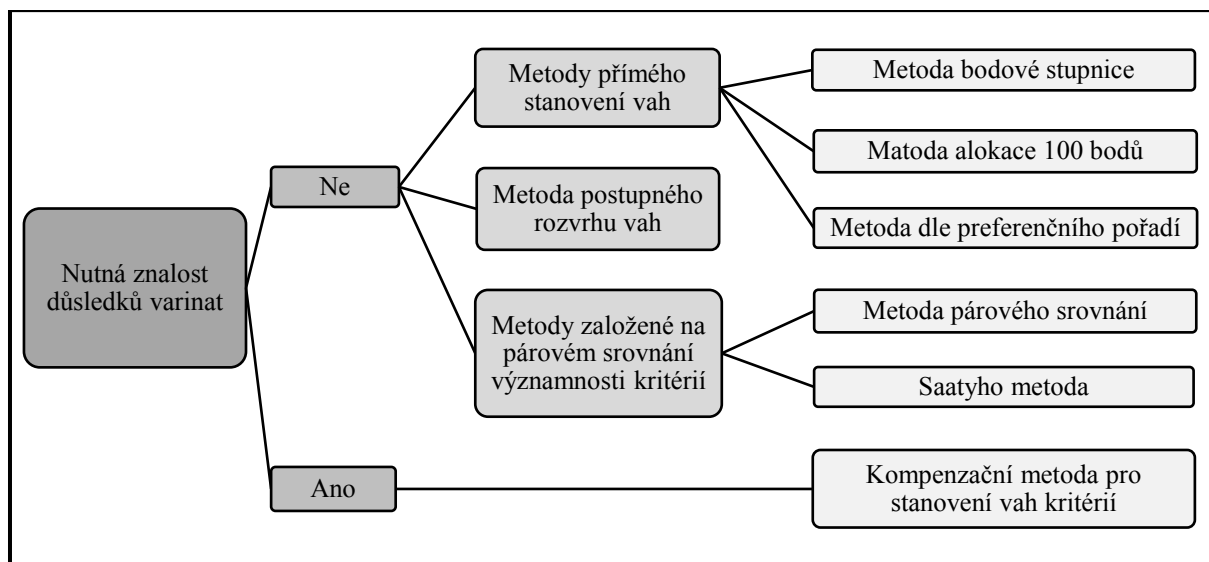 Nutná znalost
důsledků varinat
Ne
Ano
Metody přímého
stanovení vah
Metoda postupného
rozvrhu vah
Metody založené na
párovém srovnání
významnosti kritérií
Metoda bodové stupnice
Matoda alokace 100 bodů
Metoda dle preferenčního pořadí
Metoda párového srovnání
Saatyho metoda
Kompenzační metoda pro
stanovení vah kritérií